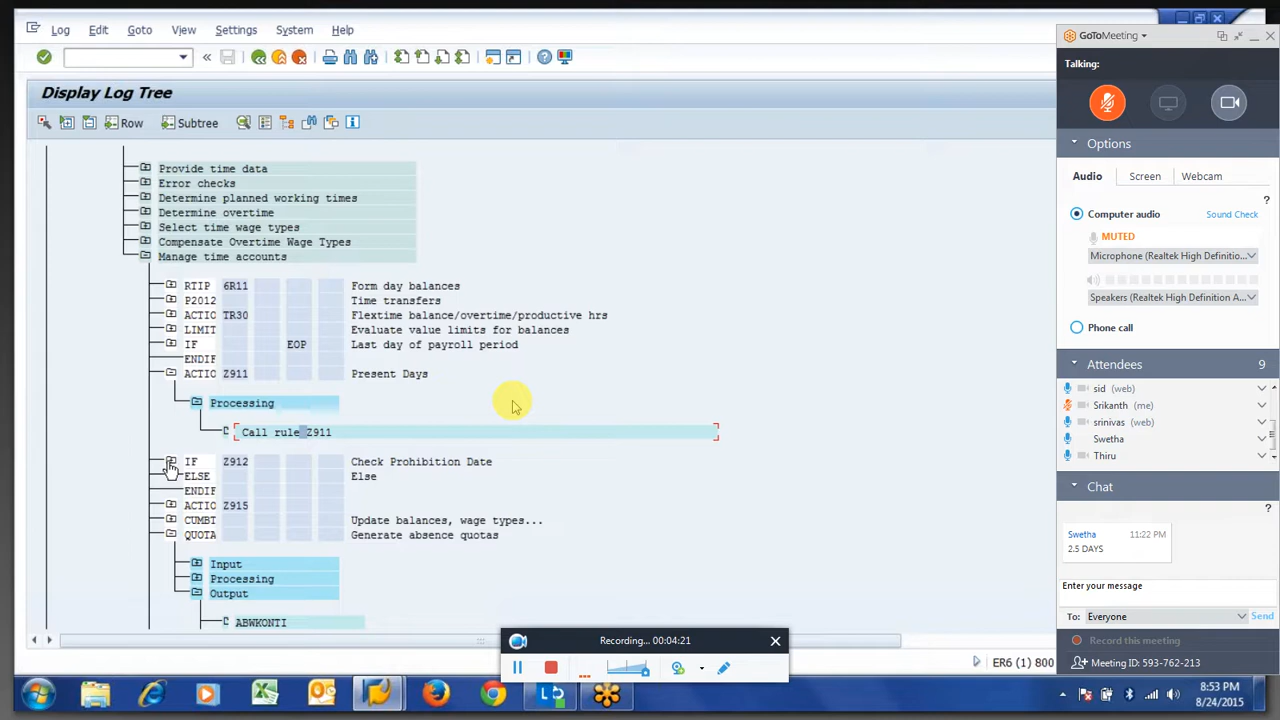 Log Edit Goto View Settings System Help
Display Log Tree
Row Subtree
Provide time data
Error checks
Determine planned working times
Determine overtime
Select time wage types
Compensate Overtime Wage Types
Manage time accounts
RTIP 6R11 Form day balances
P2012 Time transfers
ACTIO TR30 Flextime balance/overtime/productive hrs
LIMIT Evaluate value limits for balances
IF EOP Last day of payroll period
ENDIF
ACTIO Z911 Present Days
Processing
Call rule Z911
IF Z912 Check Prohibition Date
ELSE Else
ENDIF
ACTIO Z915
CUMBT Update balances, wage types...
QUOTA Generate absence quotas
Input
Processing
Output
ABWKONTI
ER6 (1) 800
Recording... 00:04:21
GoToMeeting
Talking:
Options
Audio Screen Webcam
?
Computer audio Sound Check
MUTED
Microphone (Realtek High Definitio...
Speakers (Realtek High Definition A...
Phone call
Attendees 9
sid (web)
Srikanth (me)
srinivas (web)
Swetha
Thiru
Chat
?
Swetha 11:22 PM
2.5 DAYS
Enter your message
To: Everyone Send
Record this meeting
Meeting ID: 593-762-213
8:53 PM
8/24/2015